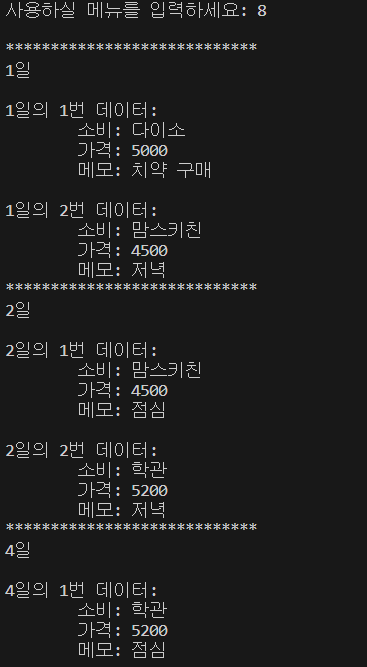 사용하실 메뉴를 입력하세요: 8
****************************
1일
1일의 1번 데이터:
소비: 다이소
가격: 5000
메모: 치약 구매
1일의 2번 데이터:
소비: 맘스키친
가격: 4500
메모: 저녁
****************************
2일
2일의 1번 데이터:
소비: 맘스키친
가격: 4500
메모: 점심
2일의 2번 데이터:
소비: 학관
가격: 5200
메모: 저녁
****************************
4일
4일의 1번 데이터:
소비: 학관
가격: 5200
메모: 점심